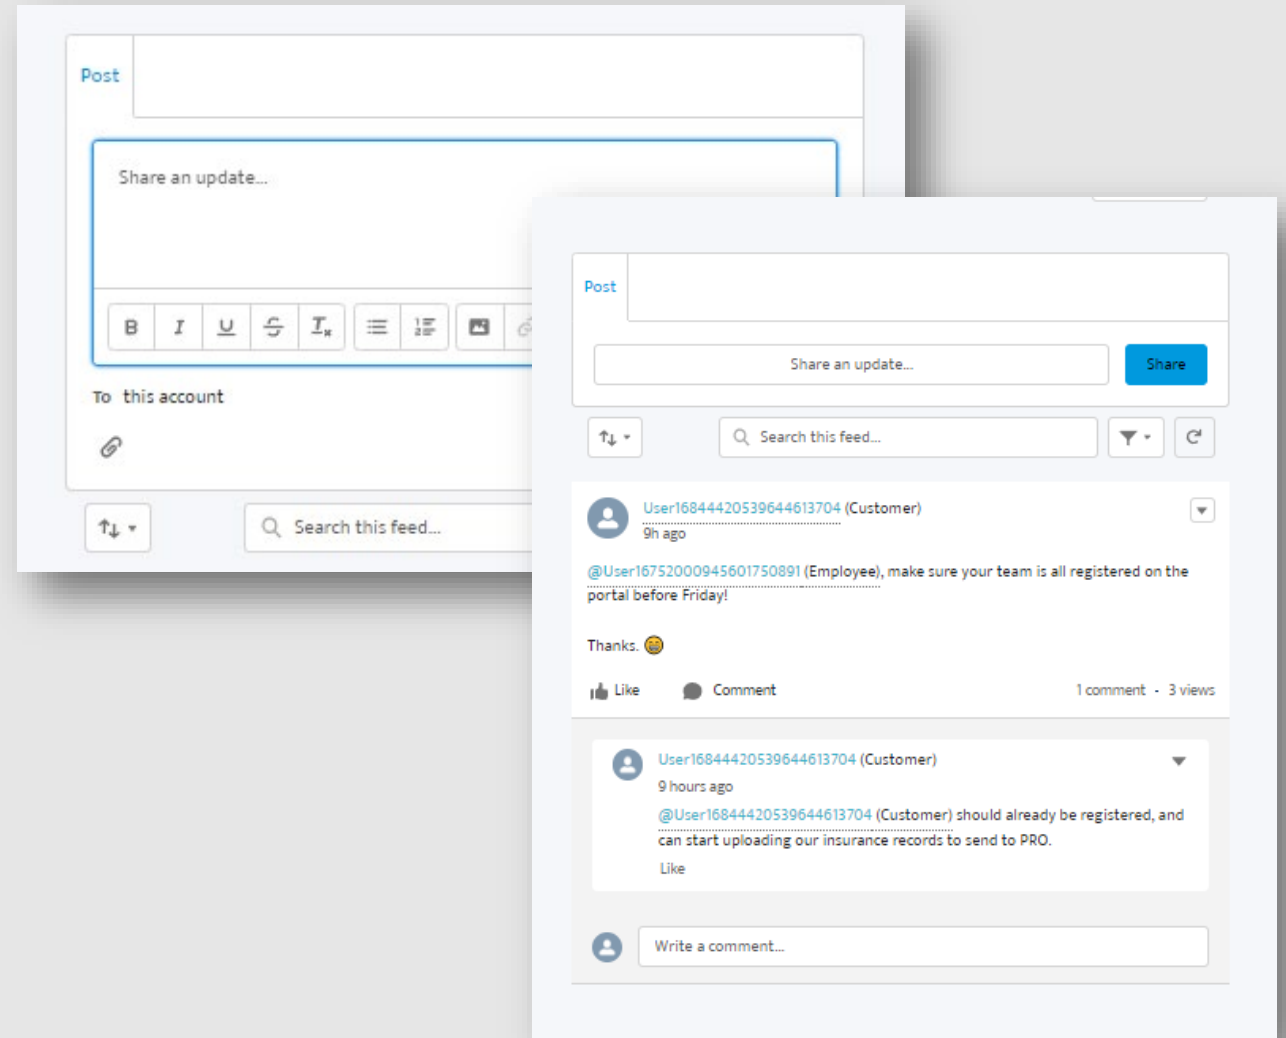 Post
Share an update...
B I U S Tx
To this account
Search this feed...
Post
Share an update...
Share
Search this feed...
User16844420539644613704 (Customer)
9h ago
@User16752000945601750891 (Employee), make sure your team is all registered on the
portal before Friday!
Thanks.
Like Comment 1 comment · 3 views
User16844420539644613704 (Customer)
9 hours ago
@User16844420539644613704 (Customer) should already be registered, and
can start uploading our insurance records to send to PRO.
Like
Write a comment...